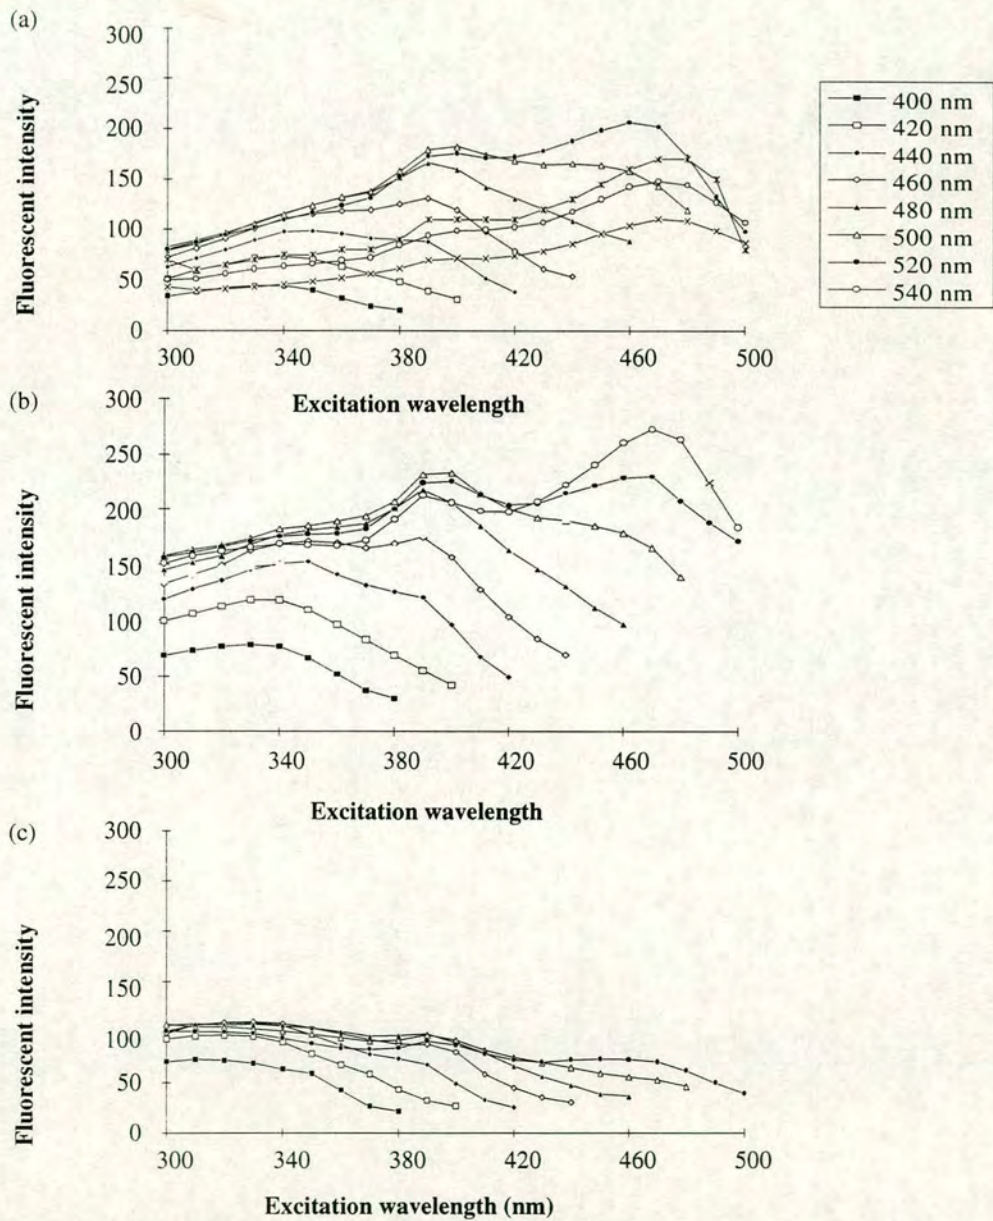 (a)
300
250
200
150
100
50
0
Fluorescent intensity
300 340 380 420 460 500
Excitation wavelength
400 nm
420 nm
440 nm
460 nm
480 nm
500 nm
520 nm
540 nm
(b)
300
250
200
150
100
50
0
Fluorescent intensity
300 340 380 420 460 500
Excitation wavelength
(c)
300
250
200
150
100
50
0
Fluorescent intensity
300 340 380 420 460 500
Excitation wavelength (nm)